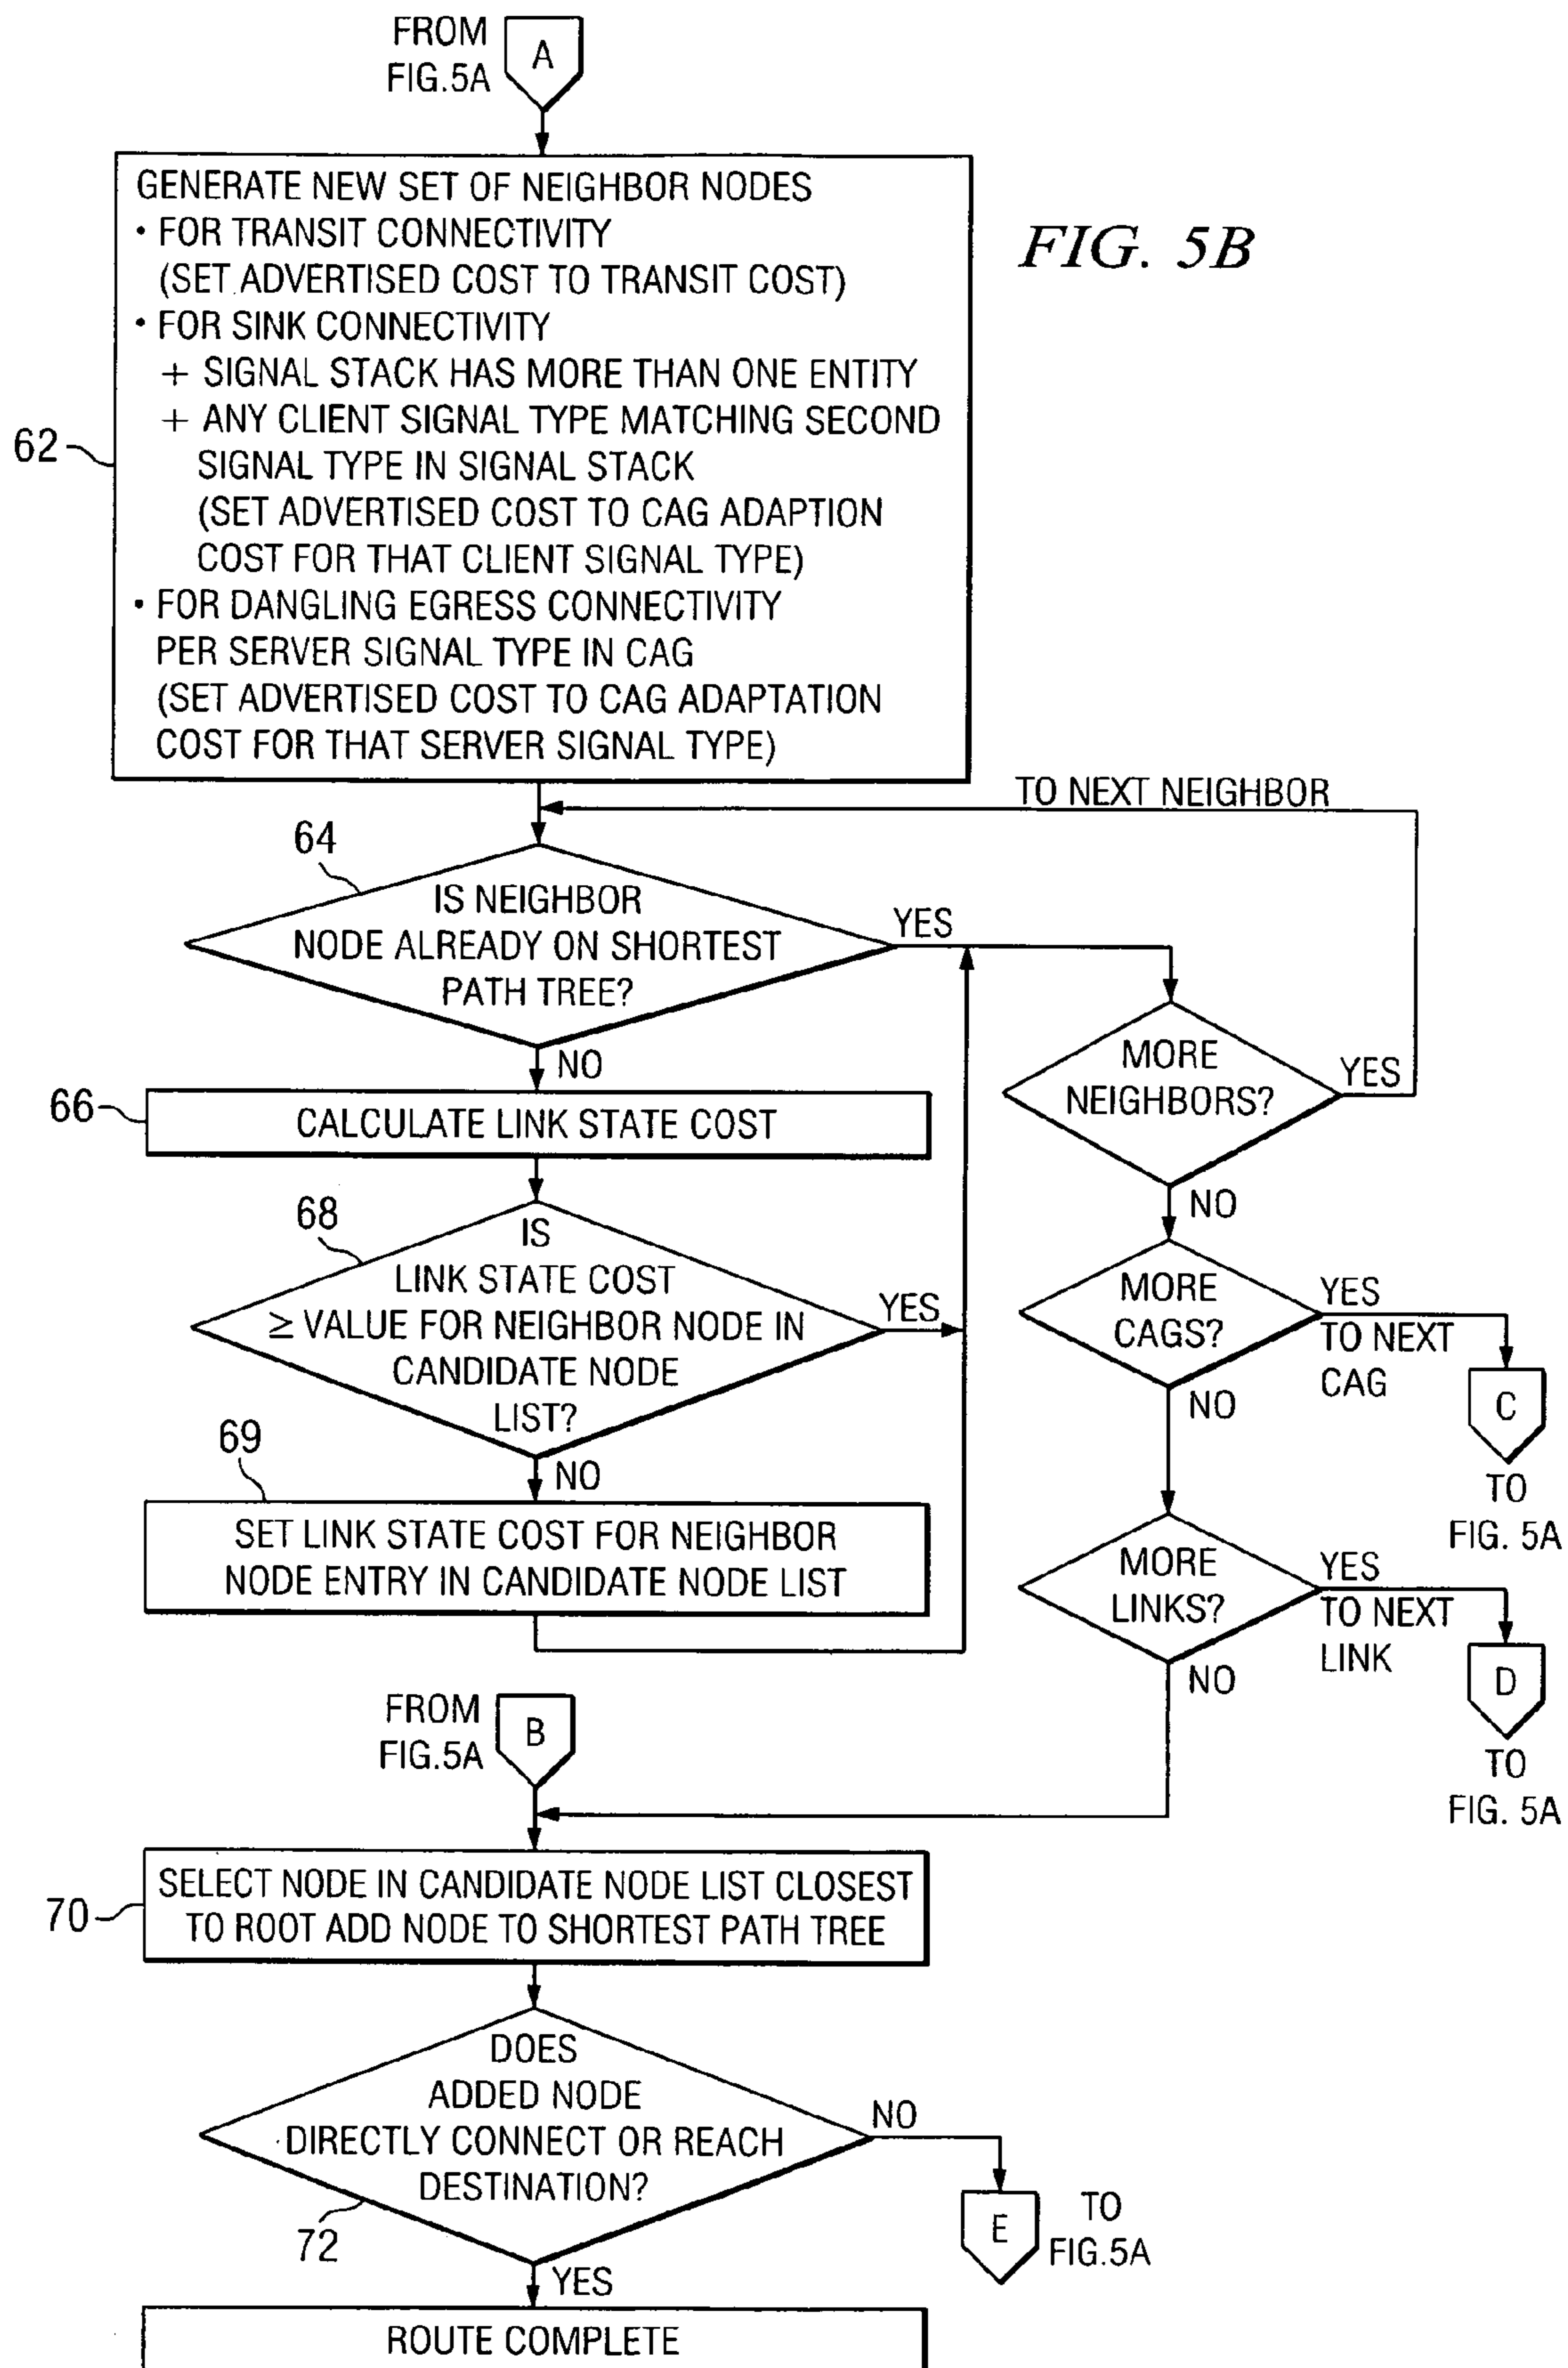 FROM
FIG.5A
A
GENERATE NEW SET OF NEIGHBOR NODES
• FOR TRANSIT CONNECTIVITY
(SET ADVERTISED COST TO TRANSIT COST)
• FOR SINK CONNECTIVITY
+ SIGNAL STACK HAS MORE THAN ONE ENTITY
+ ANY CLIENT SIGNAL TYPE MATCHING SECOND
SIGNAL TYPE IN SIGNAL STACK
(SET ADVERTISED COST TO CAG ADAPTION
COST FOR THAT CLIENT SIGNAL TYPE)
• FOR DANGLING EGRESS CONNECTIVITY
PER SERVER SIGNAL TYPE IN CAG
(SET ADVERTISED COST TO CAG ADAPTATION
COST FOR THAT SERVER SIGNAL TYPE)
62
FIG. 5B
TO NEXT NEIGHBOR
64
IS NEIGHBOR
NODE ALREADY ON SHORTEST
PATH TREE?
YES
NO
66
CALCULATE LINK STATE COST
68
IS
LINK STATE COST
≥ VALUE FOR NEIGHBOR NODE IN
CANDIDATE NODE
LIST?
YES
NO
69
SET LINK STATE COST FOR NEIGHBOR
NODE ENTRY IN CANDIDATE NODE LIST
MORE
NEIGHBORS?
YES
NO
MORE
CAGS?
YES
TO NEXT
CAG
NO
C
TO
FIG. 5A
MORE
LINKS?
YES
TO NEXT
LINK
NO
D
TO
FIG. 5A
FROM
FIG.5A
B
70
SELECT NODE IN CANDIDATE NODE LIST CLOSEST
TO ROOT ADD NODE TO SHORTEST PATH TREE
DOES
ADDED NODE
DIRECTLY CONNECT OR REACH
DESTINATION?
72
NO
E
TO
FIG.5A
YES
ROUTE COMPLETE